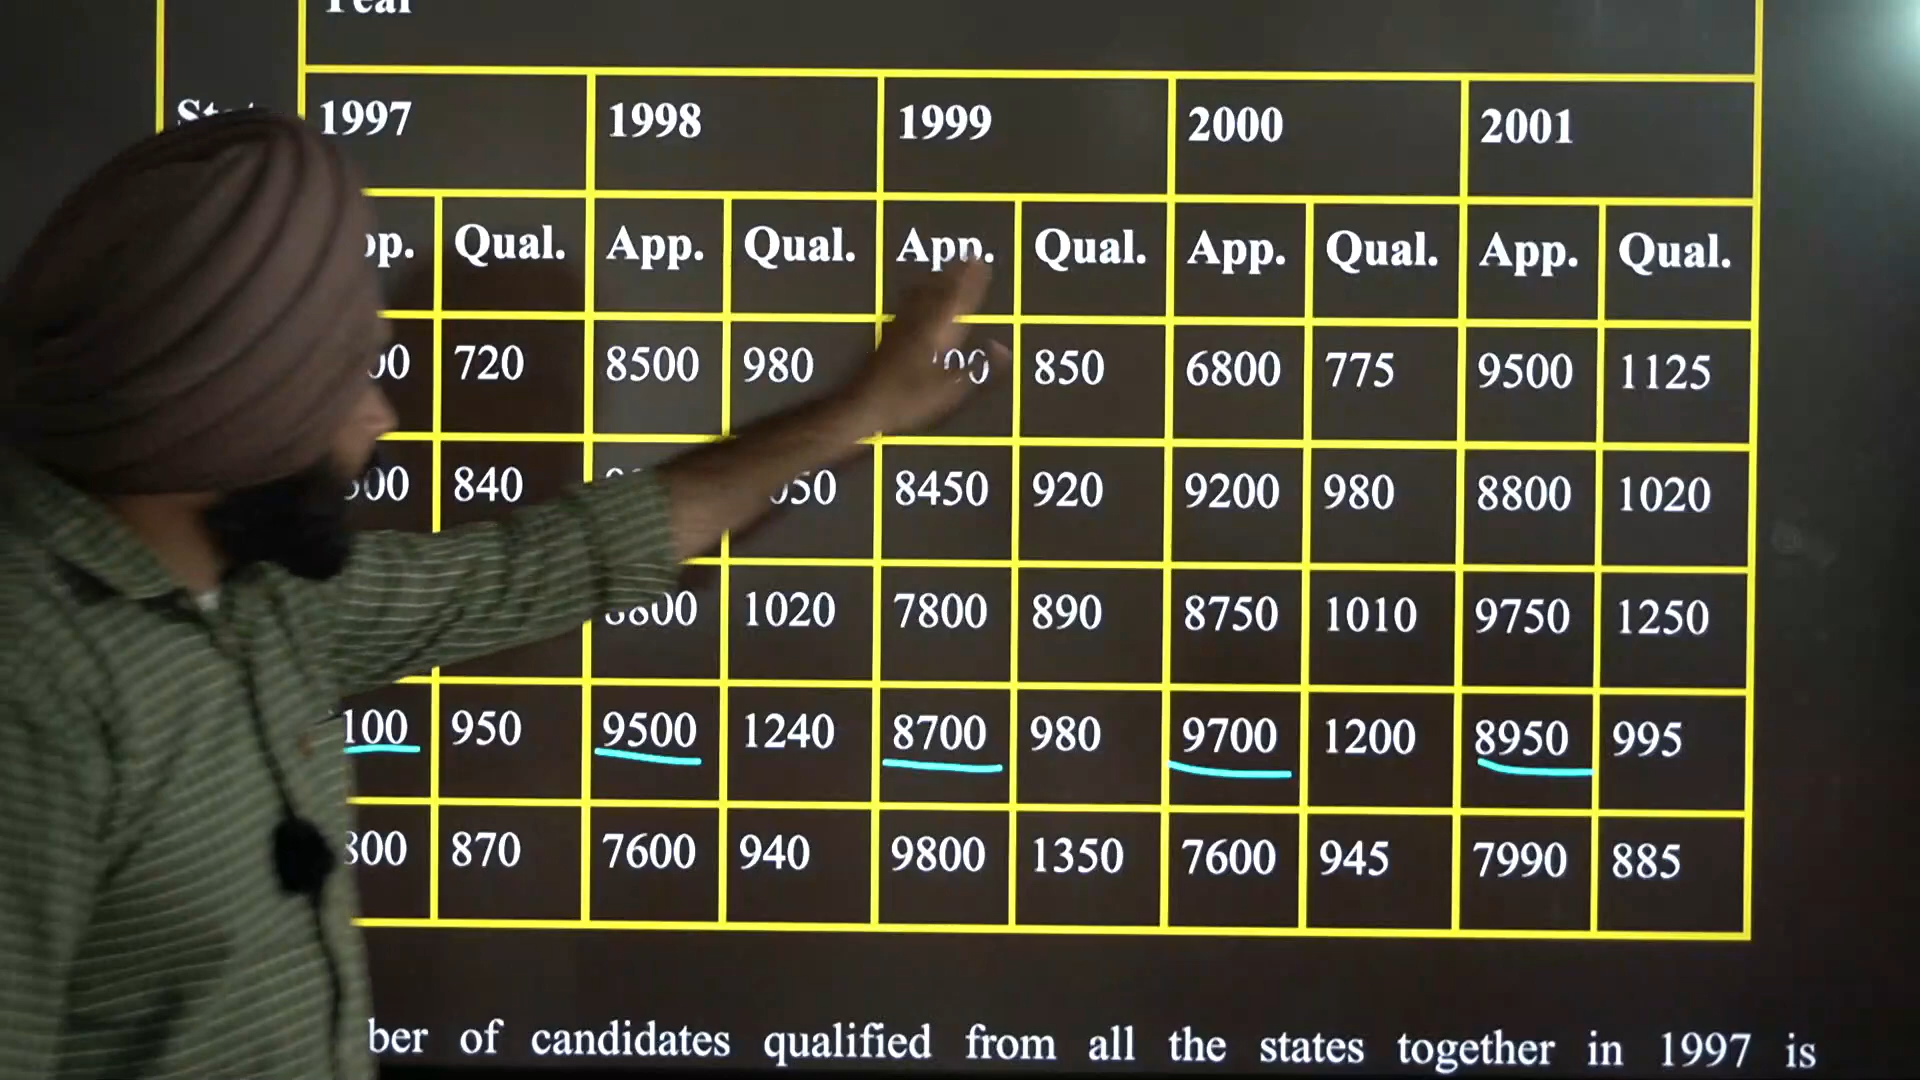 Year
1997 1998 1999 2000 2001
Qual. App. Qual. App. Qual. App. Qual. App. Qual.
720 8500 980 850 6800 775 9500 1125
840 8450 920 9200 980 8800 1020
1020 7800 890 8750 1010 9750 1250
950 9500 1240 8700 980 9700 1200 8950 995
870 7600 940 9800 1350 7600 945 7990 885
of candidates qualified from all the states together in 1997 is